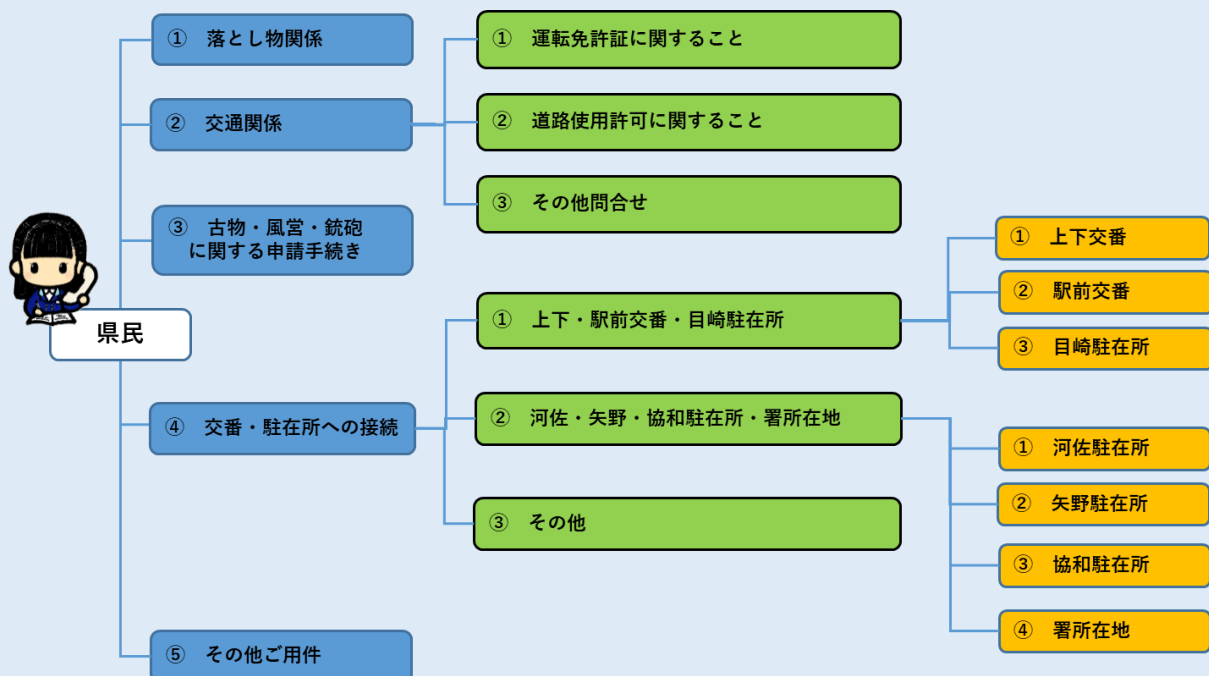 県民
① 落とし物関係
② 交通関係
① 運転免許証に関すること
② 道路使用許可に関すること
③ その他問合せ
③ 古物・風営・銃砲
に関する申請手続き
④ 交番・駐在所への接続
① 上下・駅前交番・目崎駐在所
① 上下交番
② 駅前交番
③ 目崎駐在所
② 河佐・矢野・協和駐在所・署所在地
① 河佐駐在所
② 矢野駐在所
③ 協和駐在所
④ 署所在地
③ その他
⑤ その他ご用件